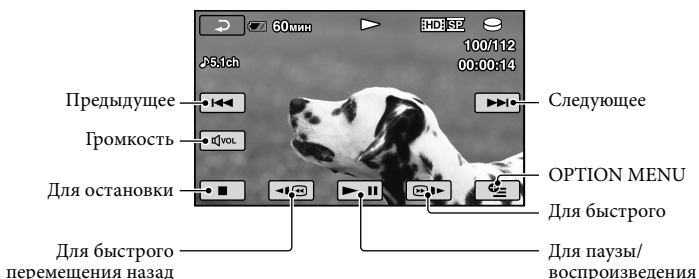 60мин HD SP
100/112
♪5.1ch 00:00:14
Предыдущее
Следующее
Громкость
VOL
OPTION MENU
Для остановки
Для быстрого
Для быстрого
перемещения назад
Для паузы/
воспроизведения